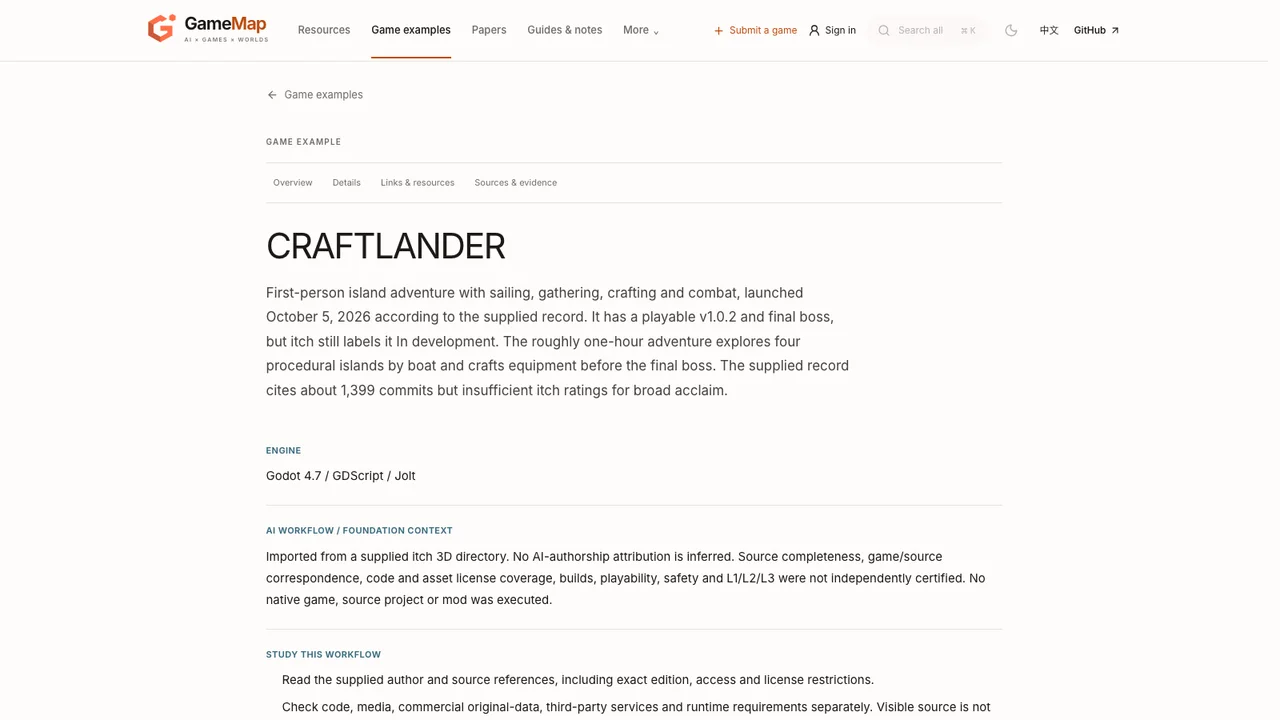 GameMap
AI × GAMES × WORLDS
Resources
Game examples
Papers
Guides & notes
More
Submit a game
Sign in
Search all
⌘ K
中文
GitHub
Game examples
GAME EXAMPLE
Overview
Details
Links & resources
Sources & evidence
CRAFTLANDER
First-person island adventure with sailing, gathering, crafting and combat, launched
October 5, 2026 according to the supplied record. It has a playable v1.0.2 and final boss,
but itch still labels it In development. The roughly one-hour adventure explores four
procedural islands by boat and crafts equipment before the final boss. The supplied record
cites about 1,399 commits but insufficient itch ratings for broad acclaim.
ENGINE
Godot 4.7 / GDScript / Jolt
AI WORKFLOW / FOUNDATION CONTEXT
Imported from a supplied itch 3D directory. No AI-authorship attribution is inferred. Source completeness, game/source
correspondence, code and asset license coverage, builds, playability, safety and L1/L2/L3 were not independently certified. No
native game, source project or mod was executed.
STUDY THIS WORKFLOW
Read the supplied author and source references, including exact edition, access and license restrictions.
Check code, media, commercial original-data, third-party services and runtime requirements separately. Visible source is not